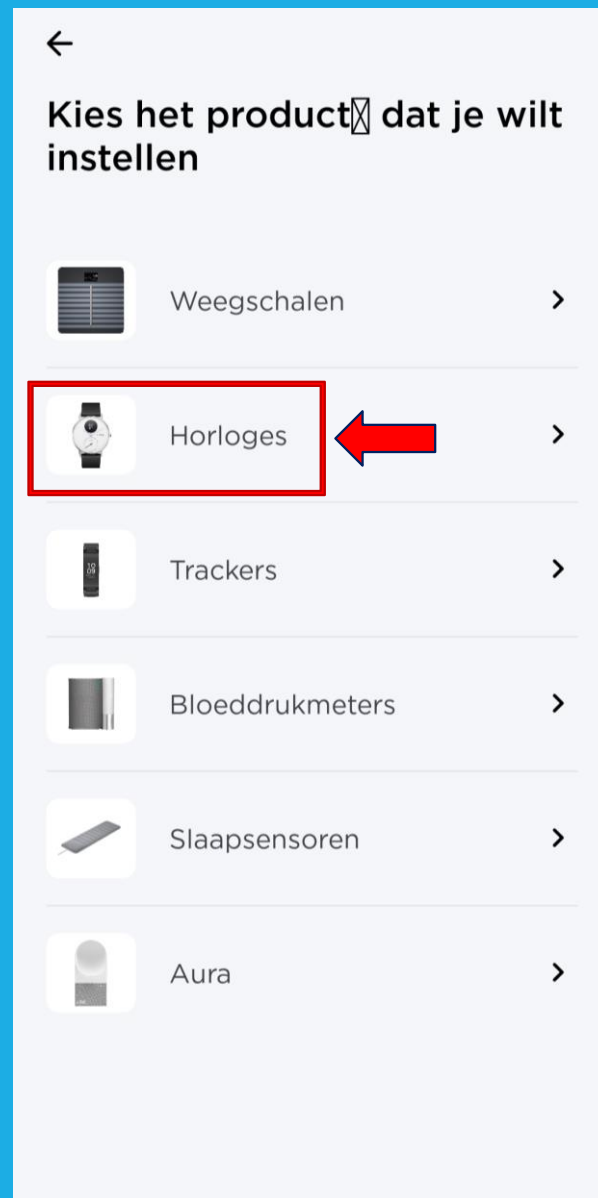 Kies het product dat je wilt
instellen
Weegschalen
Horloges
Trackers
Bloeddrukmeters
Slaapsensoren
Aura